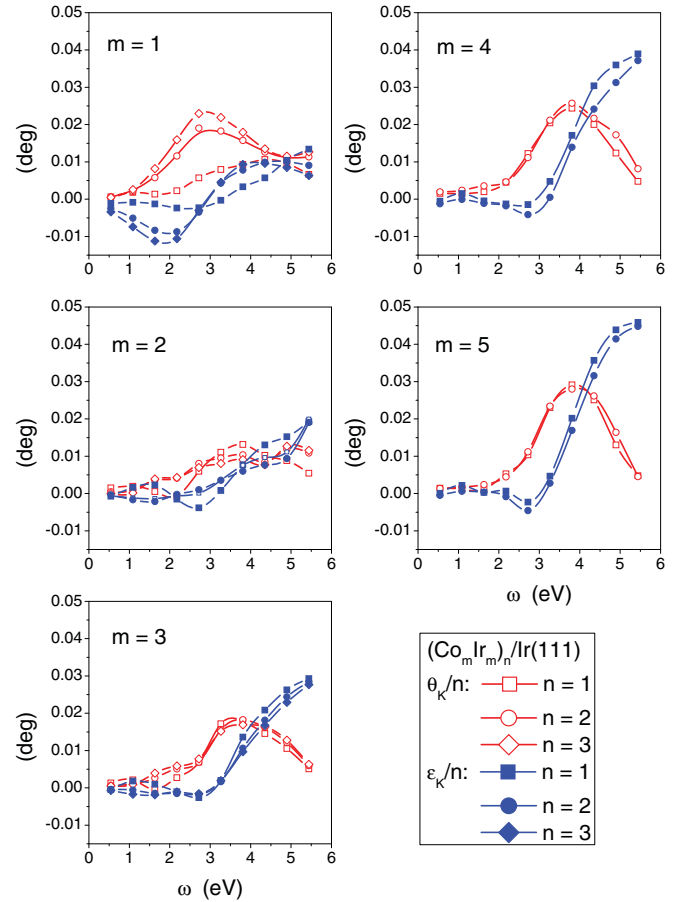 0.05
0.04
0.03
0.02
0.01
0.00
-0.01
(deg)
m = 1
0 1 2 3 4 5 6
0.05
0.04
0.03
0.02
0.01
0.00
-0.01
(deg)
m = 4
0 1 2 3 4 5 6
0.05
0.04
0.03
0.02
0.01
0.00
-0.01
(deg)
m = 2
0 1 2 3 4 5 6
0.05
0.04
0.03
0.02
0.01
0.00
-0.01
(deg)
m = 5
0 1 2 3 4 5 6
ω (eV)
0.05
0.04
0.03
0.02
0.01
0.00
-0.01
(deg)
m = 3
0 1 2 3 4 5 6
ω (eV)
(Co_mIr_m)_n/Ir(111)
θ_K/n: n = 1
n = 2
n = 3
ε_K/n: n = 1
n = 2
n = 3